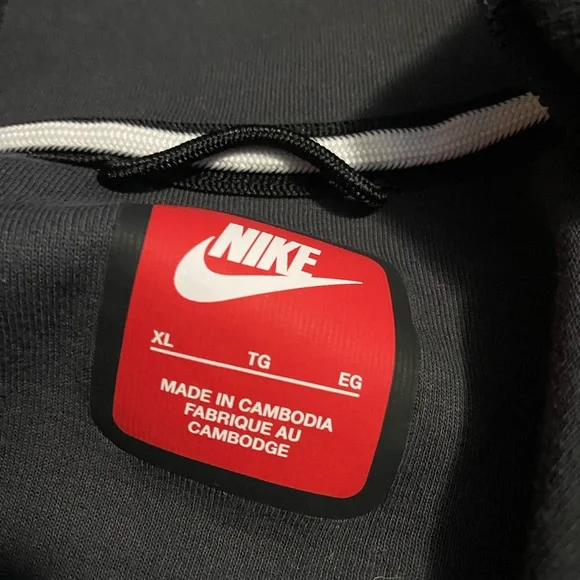 NIKE
XL TG EG
MADE IN CAMBODIA
FABRIQUE AU
CAMBODGE